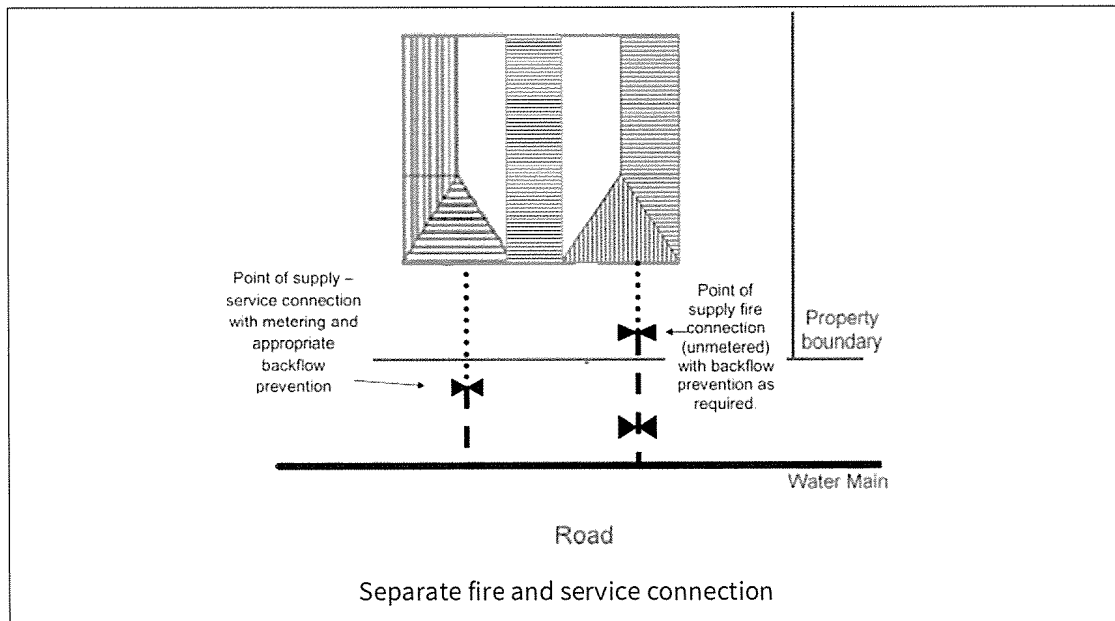 Point of supply –
service connection
with metering and
appropriate
backflow
prevention
Point of
supply fire
connection
(unmetered)
with backflow
prevention as
required.
Property
boundary
Water Main
Road
Separate fire and service connection